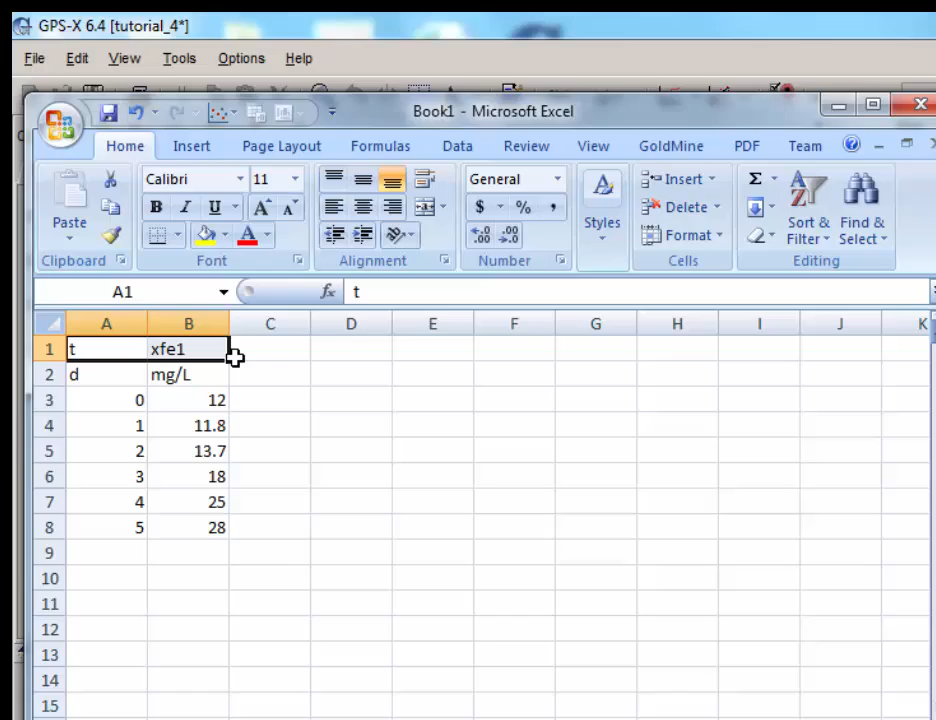 GPS-X 6.4 [tutorial_4*]
File Edit View Tools Options Help
Book1 - Microsoft Excel
Home Insert Page Layout Formulas Data Review View GoldMine PDF Team
Calibri 11 General Σ Insert
Paste B I U A A $ % , Styles Delete Sort & Find &
A .00 .00 Format Filter Select
Clipboard Font Alignment Number Cells Editing
A1 fx t
A B C D E F G H I J K
1 t xfe1
2 d mg/L
3 0 12
4 1 11.8
5 2 13.7
6 3 18
7 4 25
8 5 28
9
10
11
12
13
14
15